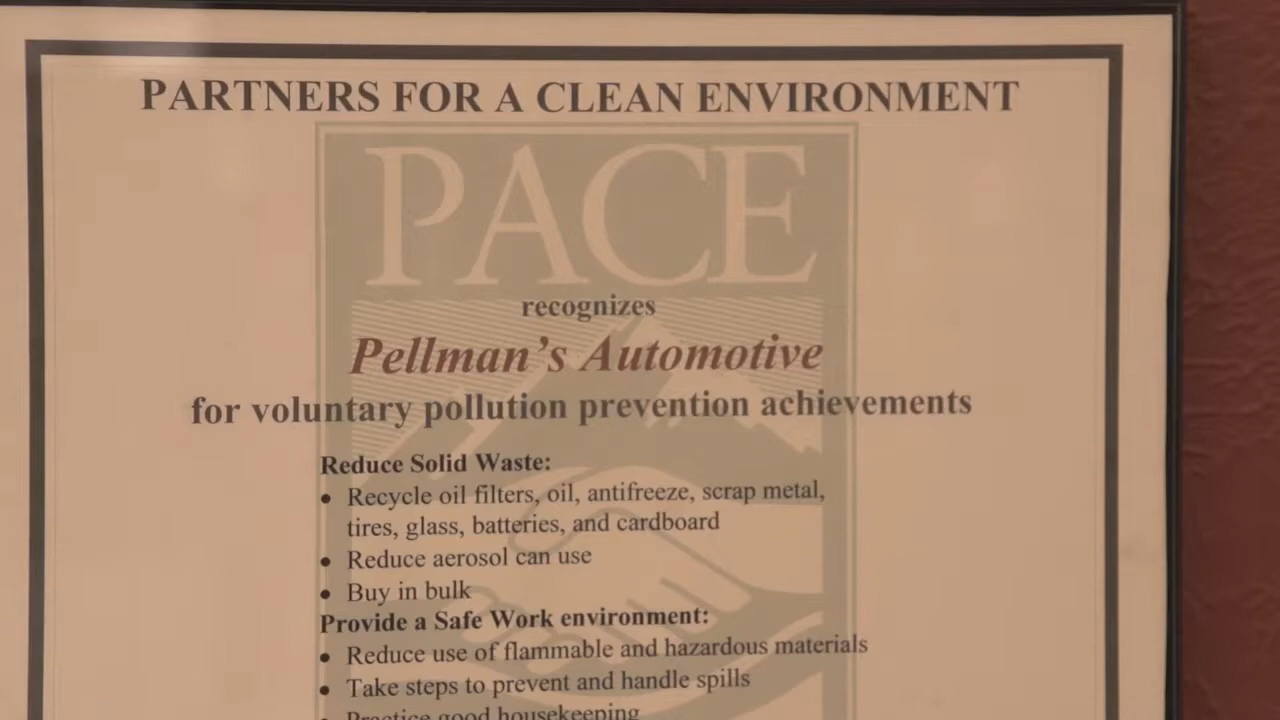 PARTNERS FOR A CLEAN ENVIRONMENT
PACE
recognizes
Pellman's Automotive
for voluntary pollution prevention achievements
Reduce Solid Waste:
• Recycle oil filters, oil, antifreeze, scrap metal,
tires, glass, batteries, and cardboard
• Reduce aerosol can use
• Buy in bulk
Provide a Safe Work environment:
• Reduce use of flammable and hazardous materials
• Take steps to prevent and handle spills
• Practice good housekeeping